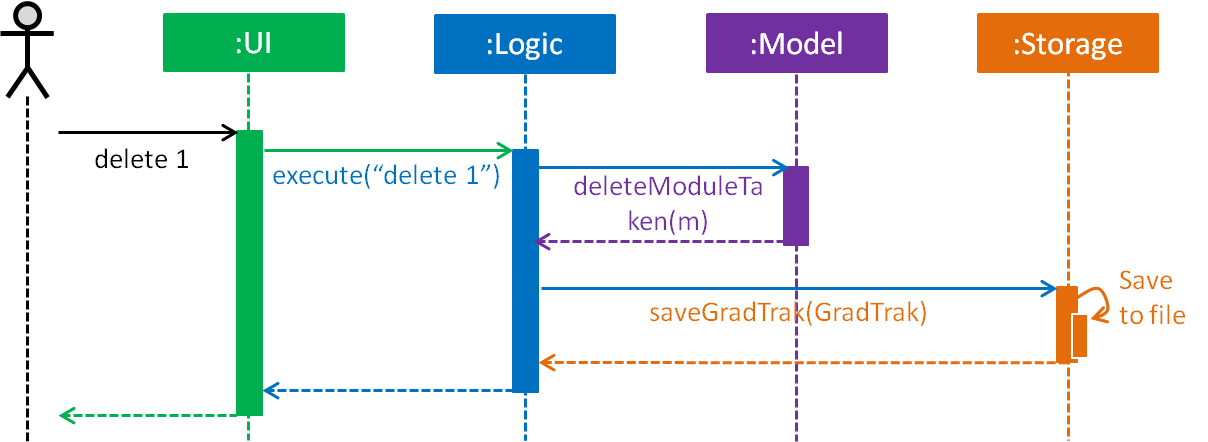 :UI
:Logic
:Model
:Storage
delete 1
execute(“delete 1”)
deleteModuleTa
ken(m)
saveGradTrak(GradTrak)
Save
to file